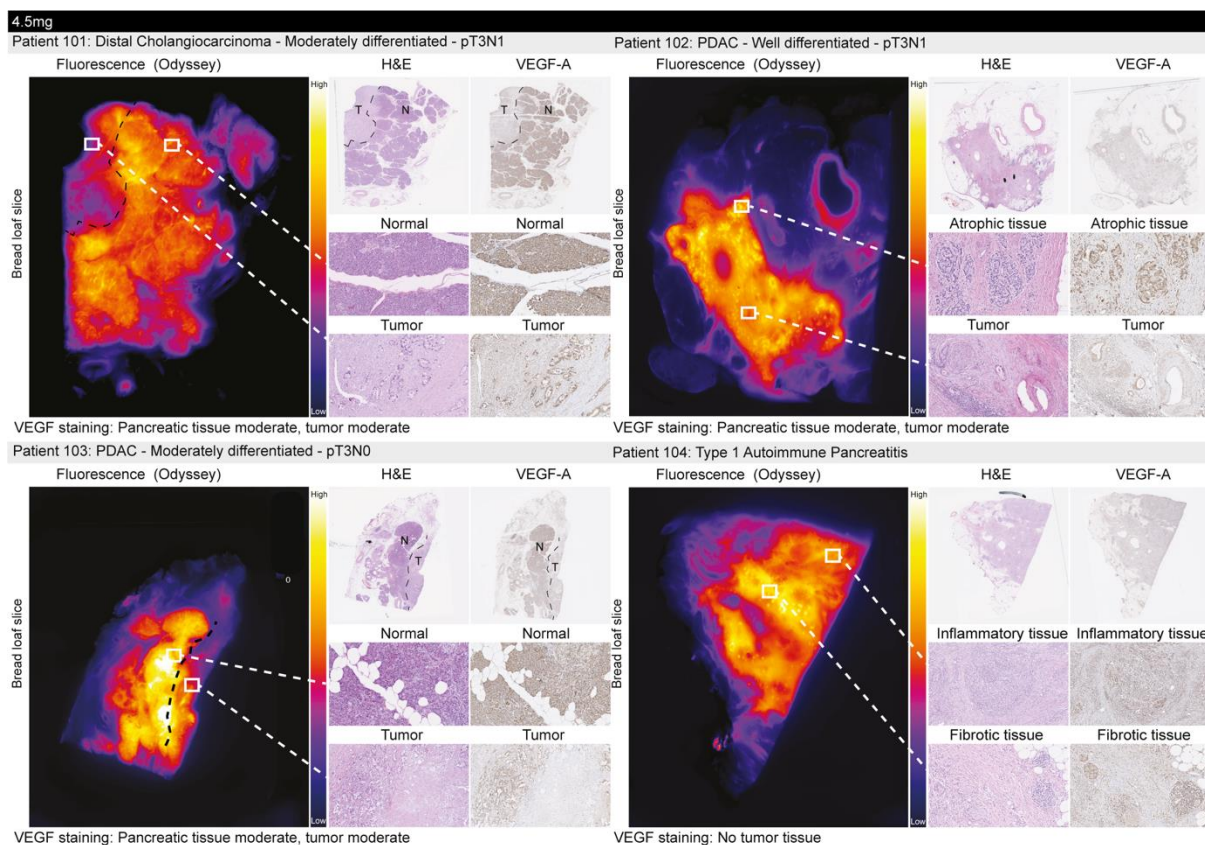 4.5mg
Patient 101: Distal Cholangiocarcinoma - Moderately differentiated - pT3N1
Fluorescence (Odyssey)
H&E
VEGF-A
High
T
N
T
N
Bread loaf slice
Normal
Normal
Tumor
Tumor
Low
VEGF staining: Pancreatic tissue moderate, tumor moderate
Patient 102: PDAC - Well differentiated - pT3N1
Fluorescence (Odyssey)
H&E
VEGF-A
High
Bread loaf slice
Atrophic tissue
Atrophic tissue
Tumor
Tumor
Low
VEGF staining: Pancreatic tissue moderate, tumor moderate
Patient 103: PDAC - Moderately differentiated - pT3N0
Fluorescence (Odyssey)
H&E
VEGF-A
High
N
T
N
T
0
Bread loaf slice
Normal
Normal
Tumor
Tumor
Low
VEGF staining: Pancreatic tissue moderate, tumor moderate
Patient 104: Type 1 Autoimmune Pancreatitis
Fluorescence (Odyssey)
H&E
VEGF-A
High
Bread loaf slice
Inflammatory tissue
Inflammatory tissue
Fibrotic tissue
Fibrotic tissue
Low
VEGF staining: No tumor tissue